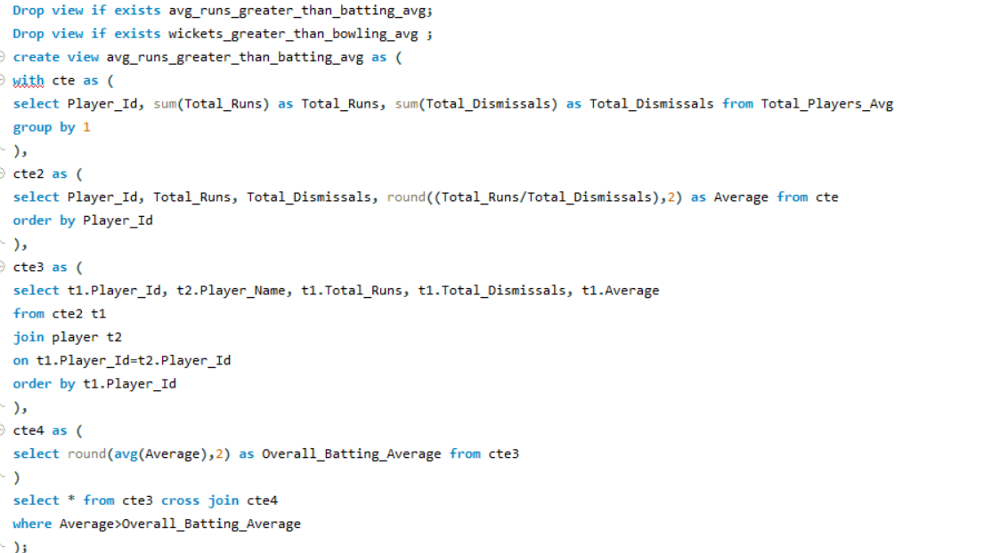 Drop view if exists avg_runs_greater_than_batting_avg;
Drop view if exists wickets_greater_than_bowling_avg ;
create view avg_runs_greater_than_batting_avg as (
with cte as (
select Player_Id, sum(Total_Runs) as Total_Runs, sum(Total_Dismissals) as Total_Dismissals from Total_Players_Avg
group by 1
),
cte2 as (
select Player_Id, Total_Runs, Total_Dismissals, round((Total_Runs/Total_Dismissals),2) as Average from cte
order by Player_Id
),
cte3 as (
select t1.Player_Id, t2.Player_Name, t1.Total_Runs, t1.Total_Dismissals, t1.Average
from cte2 t1
join player t2
on t1.Player_Id=t2.Player_Id
order by t1.Player_Id
),
cte4 as (
select round(avg(Average),2) as Overall_Batting_Average from cte3
)
select * from cte3 cross join cte4
where Average>Overall_Batting_Average
);